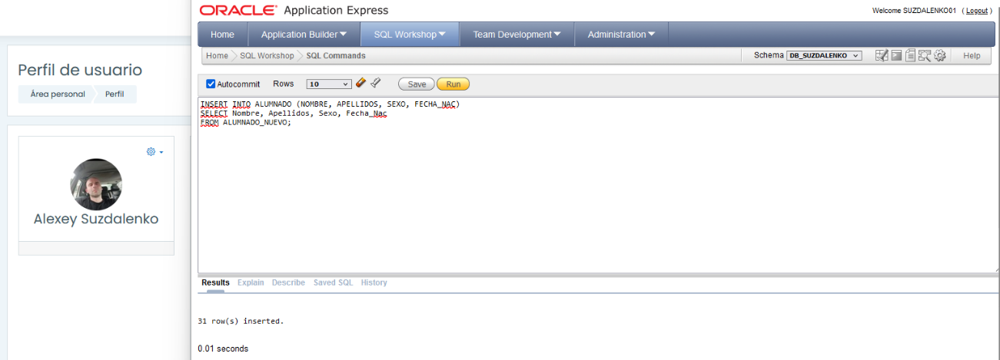 Perfil de usuario
Área personal
Perfil
Alexey Suzdalenko
ORACLE Application Express
Welcome SUZDALENKO01 ( Logout )
Home
Application Builder
SQL Workshop
Team Development
Administration
Home
SQL Workshop
SQL Commands
Schema
DB_SUZDALENKO
Help
Autocommit
Rows
10
Save
Run
INSERT INTO ALUMNADO (NOMBRE, APELLIDOS, SEXO, FECHA_NAC)
SELECT Nombre, Apellidos, Sexo, Fecha_Nac
FROM ALUMNADO_NUEVO;
Results
Explain
Describe
Saved SQL
History
31 row(s) inserted.
0.01 seconds